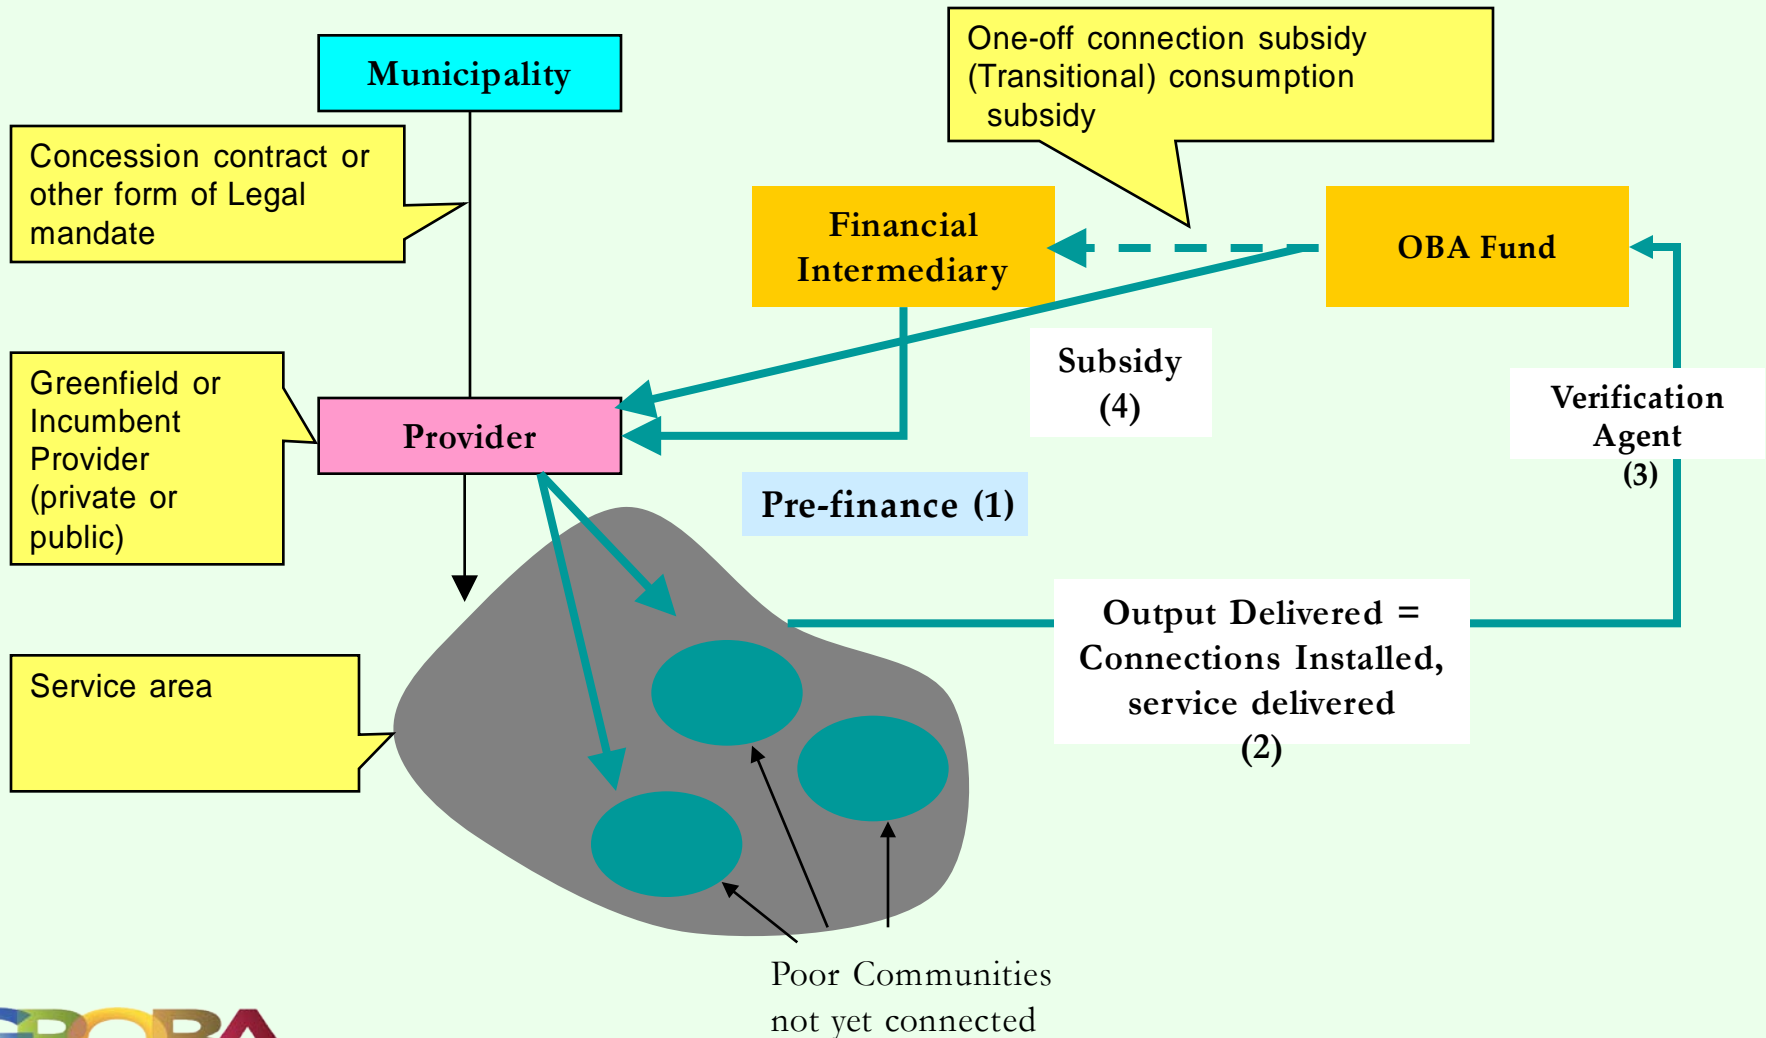 Municipality
One-off connection subsidy
(Transitional) consumption
subsidy
Concession contract or
other form of Legal
mandate
Financial
Intermediary
OBA Fund
Greenfield or
Incumbent
Provider
(private or
public)
Provider
Subsidy
(4)
Verification
Agent
(3)
Pre-finance (1)
Output Delivered =
Connections Installed,
service delivered
(2)
Service area
Poor Communities
not yet connected
GPOBA